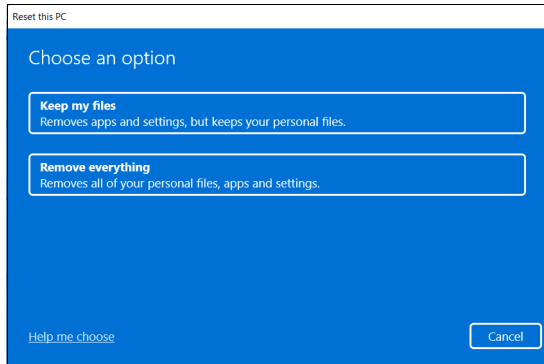 Reset this PC
Choose an option
Keep my files
Removes apps and settings, but keeps your personal files.
Remove everything
Removes all of your personal files, apps and settings.
Help me choose
Cancel